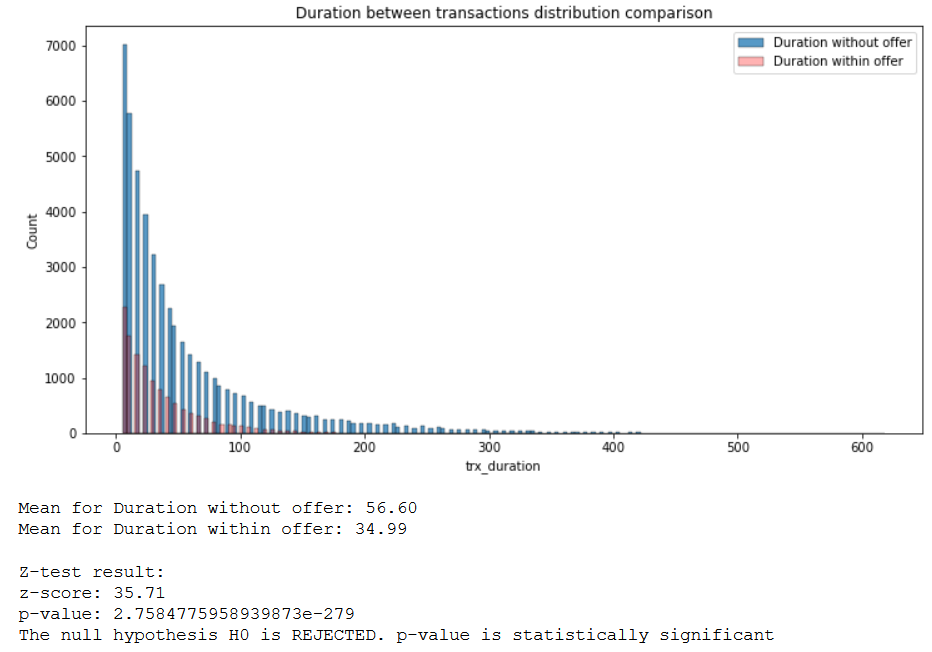 Duration between transactions distribution comparison
Duration without offer
Duration within offer
7000
6000
5000
4000
3000
2000
1000
0
Count
0 100 200 300 400 500 600
trx_duration
Mean for Duration without offer: 56.60
Mean for Duration within offer: 34.99
Z-test result:
z-score: 35.71
p-value: 2.7584775958939873e-279
The null hypothesis H0 is REJECTED. p-value is statistically significant